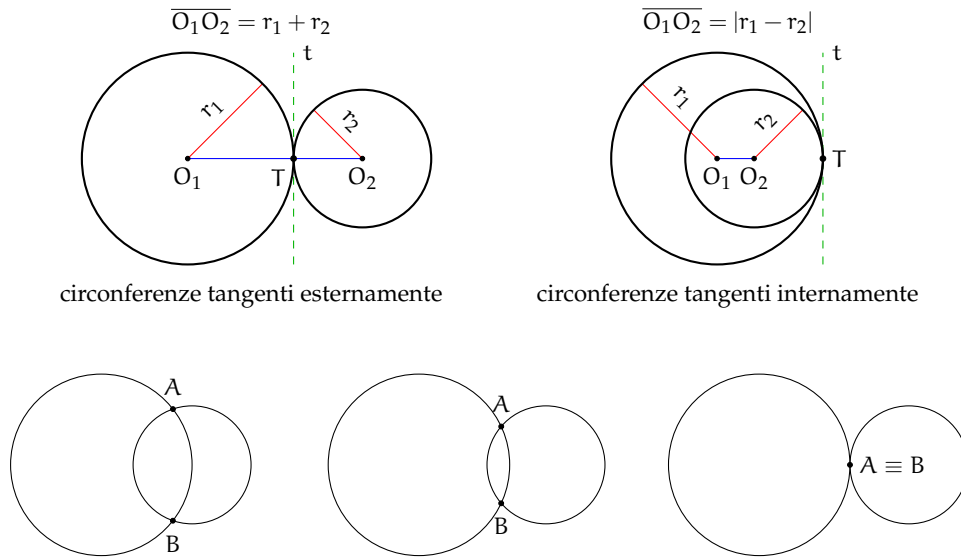 O₁O₂ = r₁ + r₂
t
r₁
r₂
O₁
T
O₂
circonferenze tangenti esternamente
O₁O₂ = |r₁ − r₂|
t
r₁
r₂
O₁
O₂
T
circonferenze tangenti internamente
A
B
A
B
A ≡ B